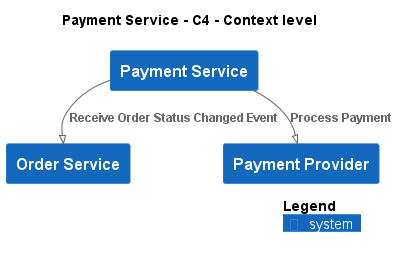 Payment Service - C4 - Context level
Payment Service
Receive Order Status Changed Event
Process Payment
Order Service
Payment Provider
Legend
system